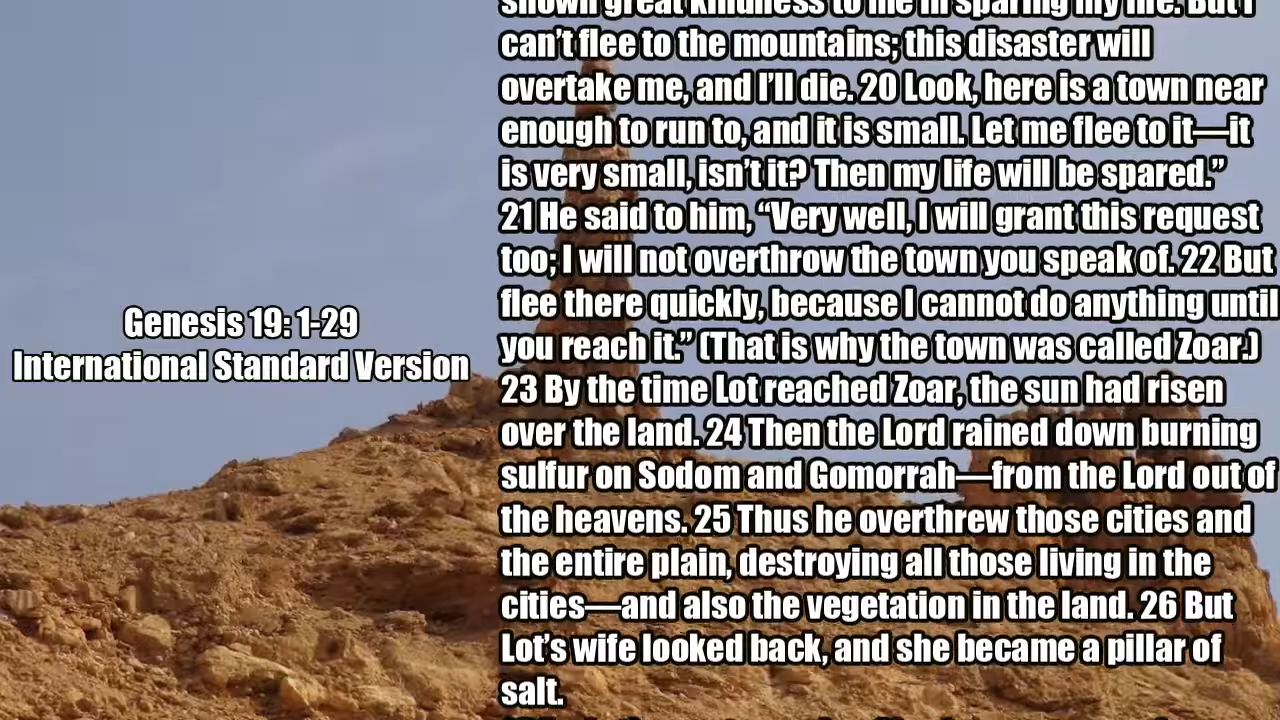 Genesis 19: 1-29
International Standard Version
shown great kindness to me in sparing my life. But I
can’t flee to the mountains; this disaster will
overtake me, and I’ll die. 20 Look, here is a town near
enough to run to, and it is small. Let me flee to it—it
is very small, isn’t it? Then my life will be spared.”
21 He said to him, “Very well, I will grant this request
too; I will not overthrow the town you speak of. 22 But
flee there quickly, because I cannot do anything until
you reach it.” (That is why the town was called Zoar.)
23 By the time Lot reached Zoar, the sun had risen
over the land. 24 Then the Lord rained down burning
sulfur on Sodom and Gomorrah—from the Lord out of
the heavens. 25 Thus he overthrew those cities and
the entire plain, destroying all those living in the
cities—and also the vegetation in the land. 26 But
Lot’s wife looked back, and she became a pillar of
salt.